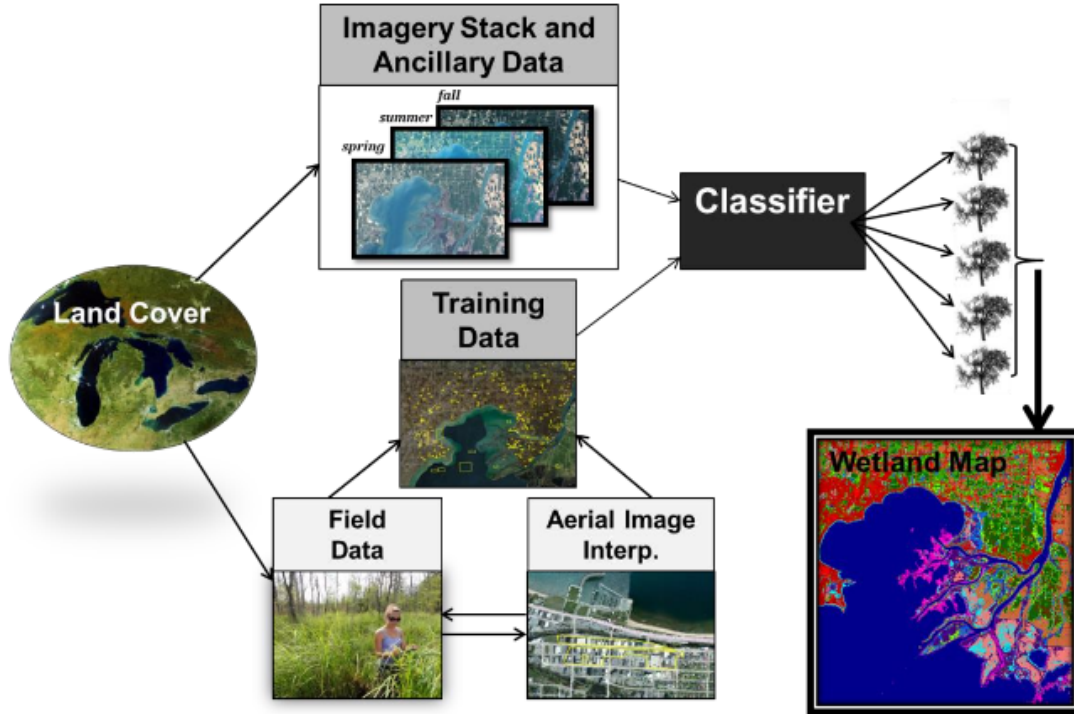 Imagery Stack and
Ancillary Data
fall
summer
spring
Classifier
Land Cover
Training
Data
Field
Data
Aerial Image
Interp.
Wetland Map